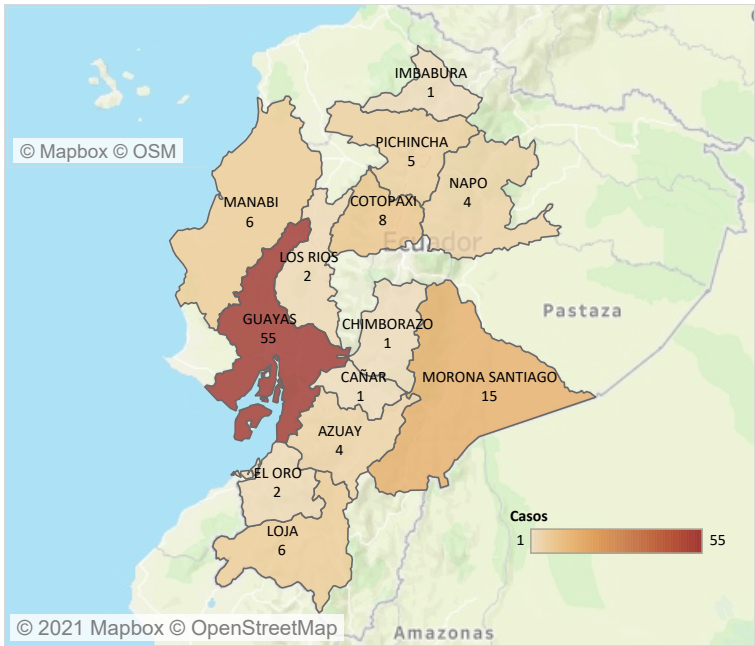 IMBABURA
1
© Mapbox © OSM
PICHINCHA
5
NAPO
4
MANABI
6
COTOPAXI
8
Ecuador
LOS RIOS
2
Pastaza
GUAYAS
55
CHIMBORAZO
1
CAÑAR
1
MORONA SANTIAGO
15
AZUAY
4
EL ORO
2
LOJA
6
Casos
1 55
© 2021 Mapbox © OpenStreetMap
Amazonas